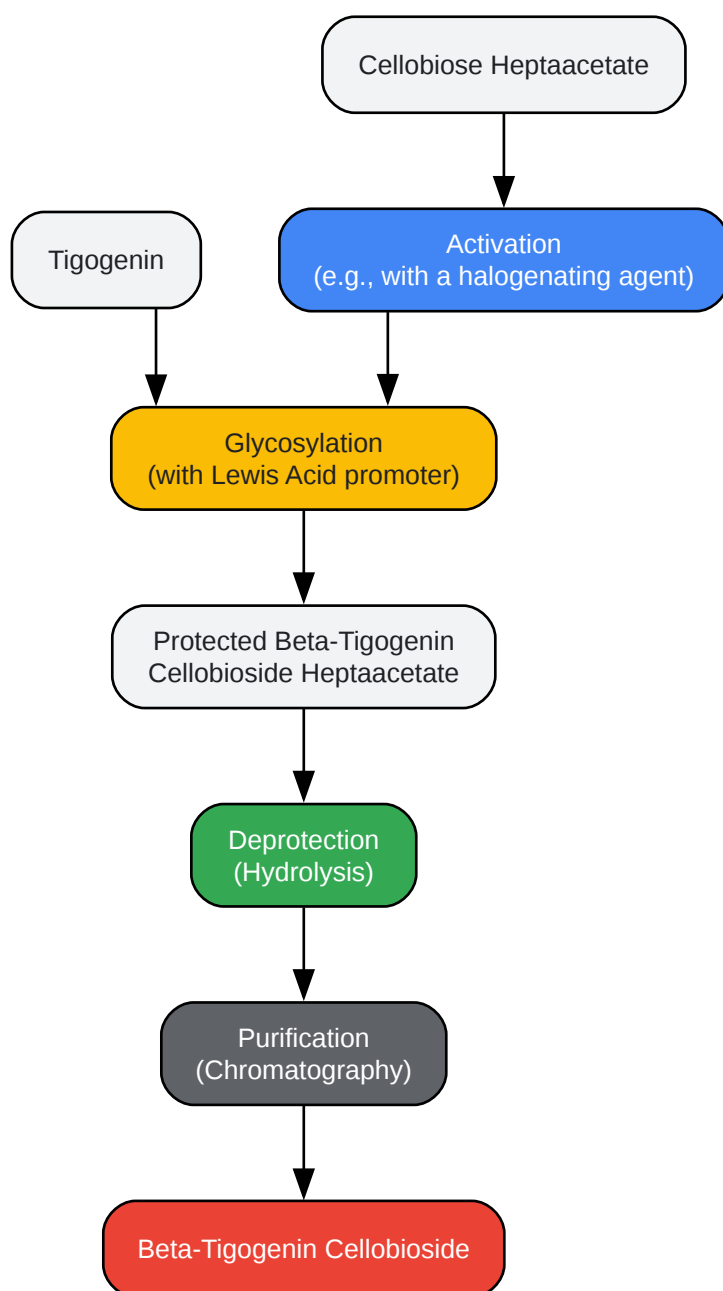 Cellobiose Heptaacetate
Activation
(e.g., with a halogenating agent)
Tigogenin
Glycosylation
(with Lewis Acid promoter)
Protected Beta-Tigogenin
Cellobioside Heptaacetate
Deprotection
(Hydrolysis)
Purification
(Chromatography)
Beta-Tigogenin Cellobioside